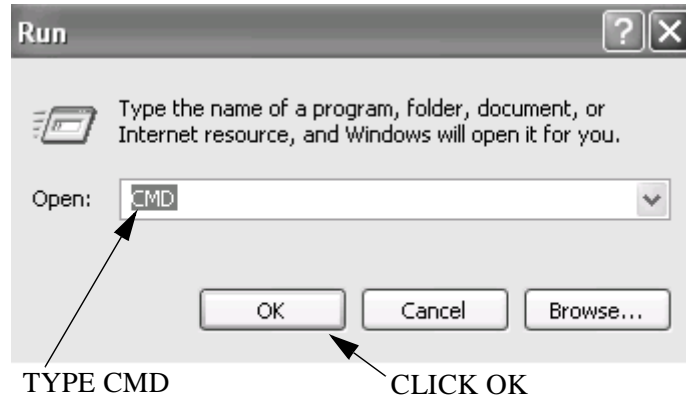 Run
Type the name of a program, folder, document, or
Internet resource, and Windows will open it for you.
Open: CMD
OK Cancel Browse...
TYPE CMD CLICK OK